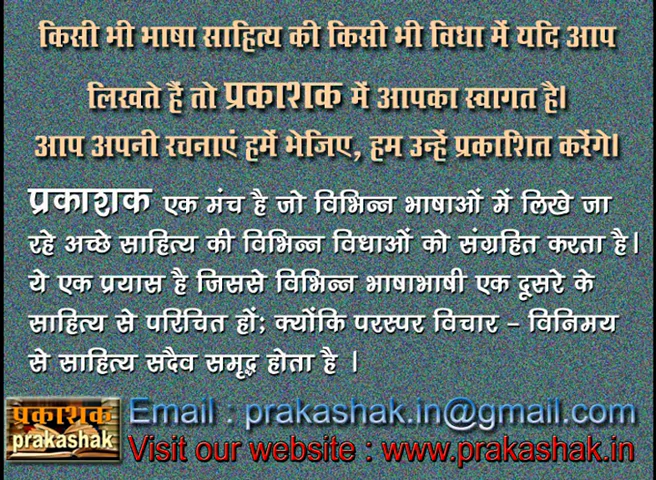 किसी भी भाषा साहित्य की किसी भी विधा में यदि आप
लिखते हैं तो प्रकाशक में आपका स्वागत है।
आप अपनी रचनाएं हमें भेजिए, हम उन्हें प्रकाशित करेंगे।
प्रकाशक एक मंच है जो विभिन्न भाषाओं में लिखे जा
रहे अच्छे साहित्य की विभिन्न विधाओं को संग्रहित करता है।
ये एक प्रयास है जिससे विभिन्न भाषाभाषी एक दूसरे के
साहित्य से परिचित हों; क्योंकि परस्पर विचार - विनिमय
से साहित्य सदैव समृद्ध होता है ।
प्रकाशक
prakashak
Email : prakashak.in@gmail.com
Visit our website : www.prakashak.in